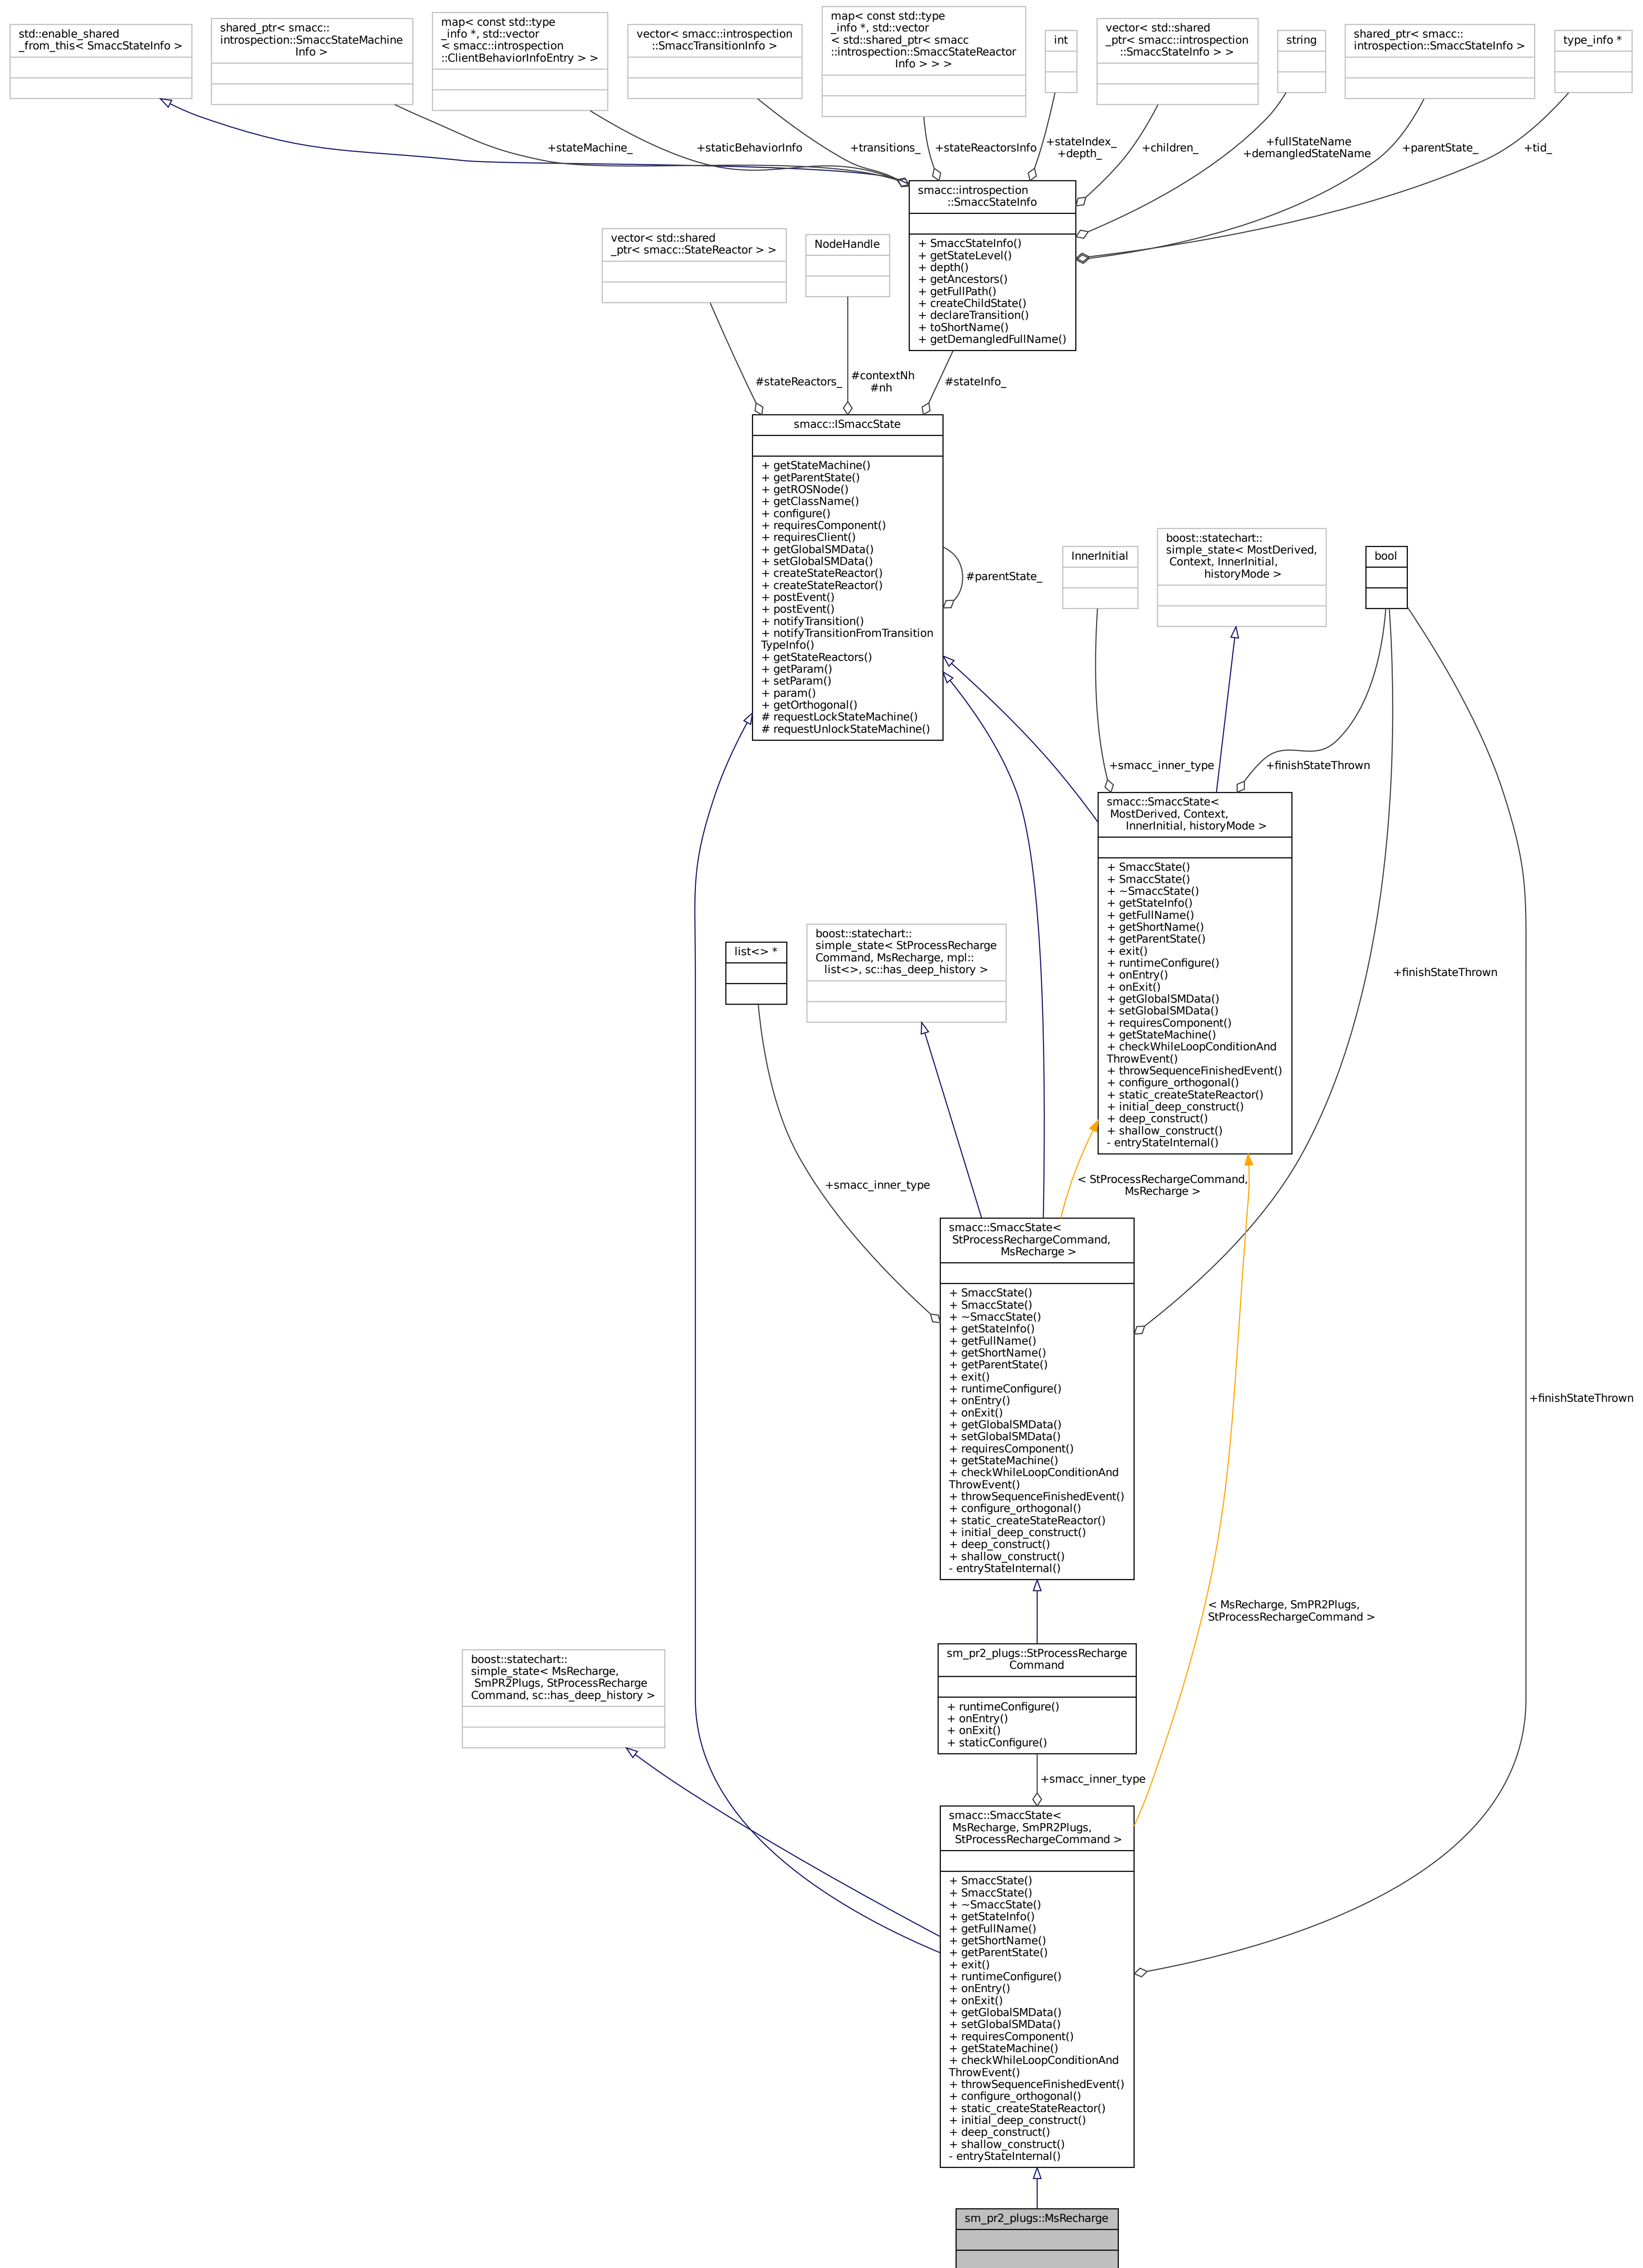 std::enable_shared
_from_this< SmaccStateInfo >
shared_ptr< smacc::
introspection::SmaccStateMachine
Info >
map< const std::type
_info *, std::vector
< smacc::introspection
::ClientBehaviorInfoEntry > >
vector< smacc::introspection
::SmaccTransitionInfo >
map< const std::type
_info *, std::vector
< std::shared_ptr< smacc
::introspection::SmaccStateReactor
Info > > >
int
vector< std::shared
_ptr< smacc::introspection
::SmaccStateInfo > >
string
shared_ptr< smacc::
introspection::SmaccStateInfo >
type_info *
+stateMachine_
+staticBehaviorInfo
+transitions_
+stateReactorsInfo
+stateIndex_
+depth_
+children_
+fullStateName
+demangledStateName
+parentState_
+tid_
smacc::introspection
::SmaccStateInfo
+ SmaccStateInfo()
+ getStateLevel()
+ depth()
+ getAncestors()
+ getFullPath()
+ createChildState()
+ declareTransition()
+ toShortName()
+ getDemangledFullName()
vector< std::shared
_ptr< smacc::StateReactor > >
NodeHandle
#stateReactors_
#contextNh
#nh
#stateInfo_
smacc::ISmaccState
+ getStateMachine()
+ getParentState()
+ getROSNode()
+ getClassName()
+ configure()
+ requiresComponent()
+ requiresClient()
+ getGlobalSMData()
+ setGlobalSMData()
+ createStateReactor()
+ createStateReactor()
+ postEvent()
+ postEvent()
+ notifyTransition()
+ notifyTransitionFromTransition
TypeInfo()
+ getStateReactors()
+ getParam()
+ setParam()
+ param()
+ getOrthogonal()
# requestLockStateMachine()
# requestUnlockStateMachine()
#parentState_
InnerInitial
boost::statechart::
simple_state< MostDerived,
Context, InnerInitial,
historyMode >
bool
+smacc_inner_type
+finishStateThrown
smacc::SmaccState<
MostDerived, Context,
InnerInitial, historyMode >
+ SmaccState()
+ SmaccState()
+ ~SmaccState()
+ getStateInfo()
+ getFullName()
+ getShortName()
+ getParentState()
+ exit()
+ runtimeConfigure()
+ onEntry()
+ onExit()
+ getGlobalSMData()
+ setGlobalSMData()
+ requiresComponent()
+ getStateMachine()
+ checkWhileLoopConditionAnd
ThrowEvent()
+ throwSequenceFinishedEvent()
+ configure_orthogonal()
+ static_createStateReactor()
+ initial_deep_construct()
+ deep_construct()
+ shallow_construct()
- entryStateInternal()
list<> *
boost::statechart::
simple_state< StProcessRecharge
Command, MsRecharge, mpl::
list<>, sc::has_deep_history >
+finishStateThrown
+smacc_inner_type
< StProcessRechargeCommand,
MsRecharge >
smacc::SmaccState<
StProcessRechargeCommand,
MsRecharge >
+ SmaccState()
+ SmaccState()
+ ~SmaccState()
+ getStateInfo()
+ getFullName()
+ getShortName()
+ getParentState()
+ exit()
+ runtimeConfigure()
+ onEntry()
+ onExit()
+ getGlobalSMData()
+ setGlobalSMData()
+ requiresComponent()
+ getStateMachine()
+ checkWhileLoopConditionAnd
ThrowEvent()
+ throwSequenceFinishedEvent()
+ configure_orthogonal()
+ static_createStateReactor()
+ initial_deep_construct()
+ deep_construct()
+ shallow_construct()
- entryStateInternal()
+finishStateThrown
< MsRecharge, SmPR2Plugs,
StProcessRechargeCommand >
boost::statechart::
simple_state< MsRecharge,
SmPR2Plugs, StProcessRecharge
Command, sc::has_deep_history >
sm_pr2_plugs::StProcessRecharge
Command
+ runtimeConfigure()
+ onEntry()
+ onExit()
+ staticConfigure()
+smacc_inner_type
smacc::SmaccState<
MsRecharge, SmPR2Plugs,
StProcessRechargeCommand >
+ SmaccState()
+ SmaccState()
+ ~SmaccState()
+ getStateInfo()
+ getFullName()
+ getShortName()
+ getParentState()
+ exit()
+ runtimeConfigure()
+ onEntry()
+ onExit()
+ getGlobalSMData()
+ setGlobalSMData()
+ requiresComponent()
+ getStateMachine()
+ checkWhileLoopConditionAnd
ThrowEvent()
+ throwSequenceFinishedEvent()
+ configure_orthogonal()
+ static_createStateReactor()
+ initial_deep_construct()
+ deep_construct()
+ shallow_construct()
- entryStateInternal()
sm_pr2_plugs::MsRecharge